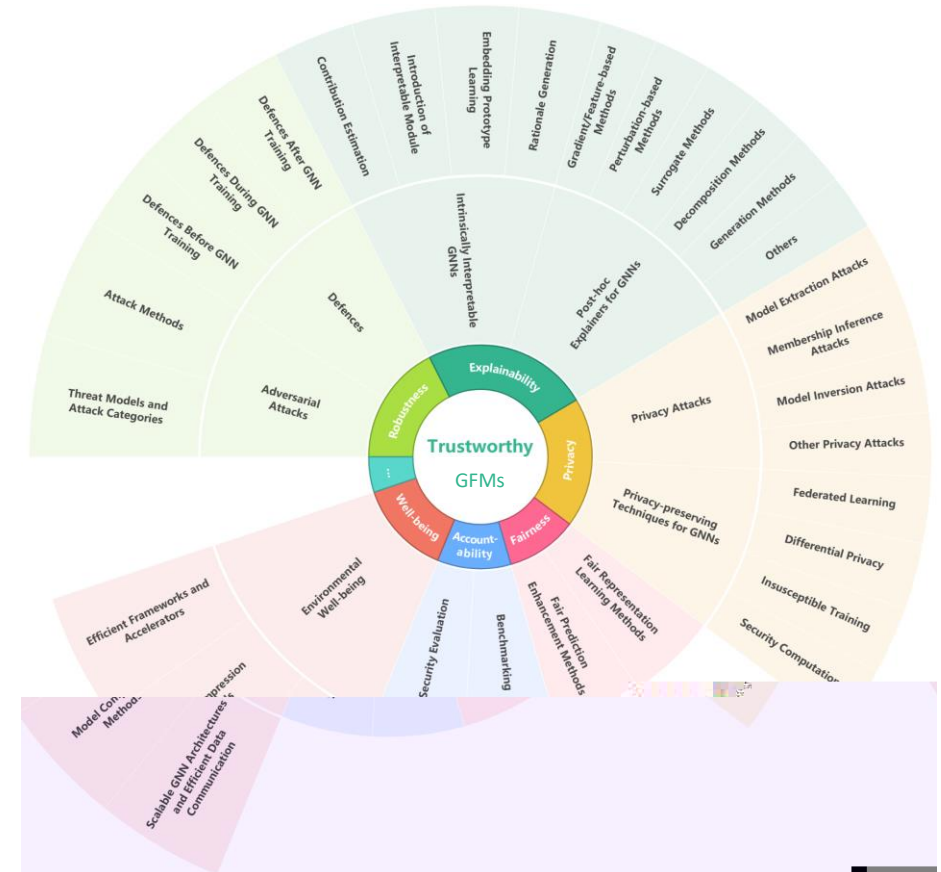 Trustworthy
GFMs
Explainability
Privacy
Fairness
Account-
ability
Well-being
...
Robustness
Intrinsically Interpretable
GNNs
Contribution Estimation
Introduction of
Interpretable Module
Embedding Prototype
Learning
Rationale Generation
Post-hoc
Explainers for GNNs
Gradient/Feature-based
Methods
Perturbation-based
Methods
Surrogate Methods
Decomposition Methods
Generation Methods
Others
Privacy Attacks
Model Extraction Attacks
Membership Inference
Attacks
Model Inversion Attacks
Other Privacy Attacks
Privacy-preserving
Techniques for GNNs
Federated Learning
Differential Privacy
Insusceptible Training
Security Computation
Fair Representation
Learning Methods
Fair Prediction
Enhancement Methods
Benchmarking
Security Evaluation
Environmental
Well-being
Scalable GNN Architectures
and Efficient Data
Communication
Model
Efficient Frameworks and
Accelerators
Adversarial
Attacks
Threat Models and
Attack Categories
Attack Methods
Defences
Defences Before GNN
Training
Defences During GNN
Training
Defences After GNN
Training